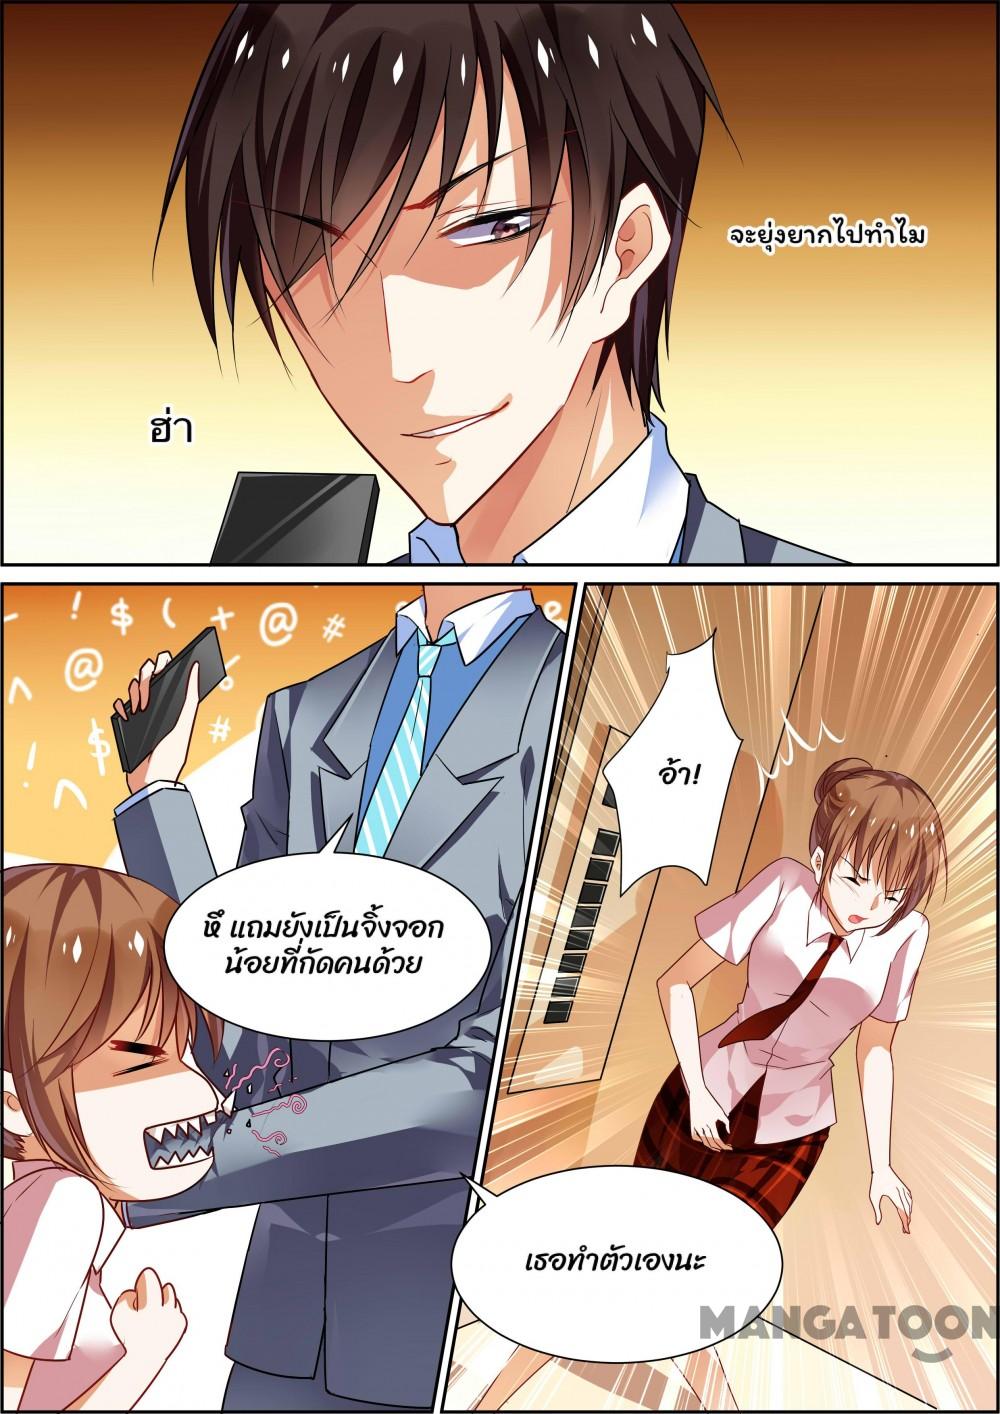 จะยุ่งยากไปทำไม
ฮ่า
! $ ( + @ #
@ %
^ $ #
! ^
หึ แถมยังเป็นจิ้งจอก
น้อยที่กัดคนด้วย
อ้า!
เธอทำตัวเองนะ
MANGATOON